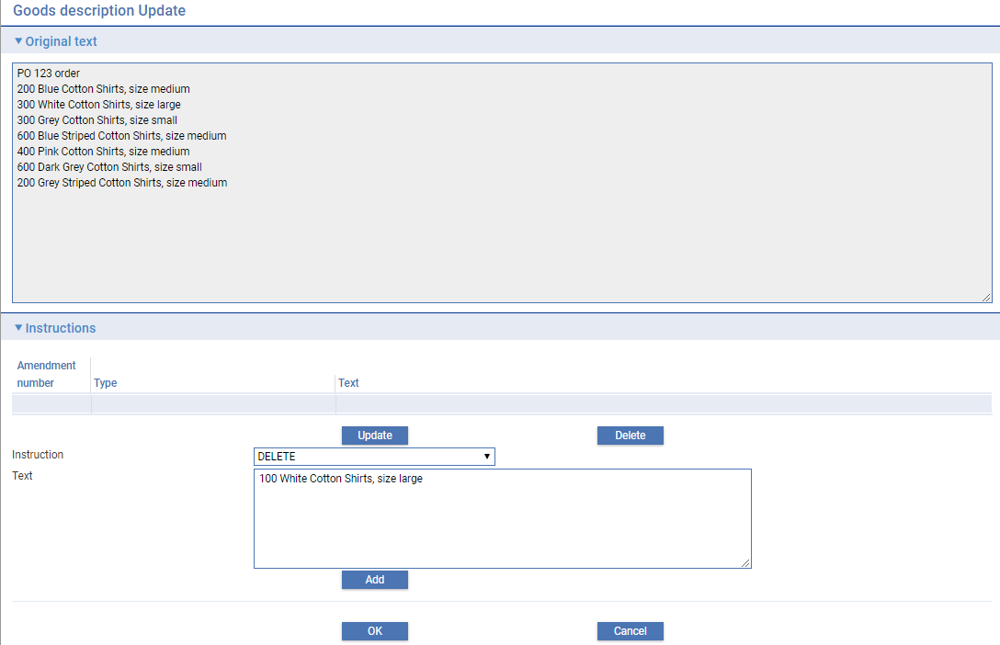 Goods description Update
Original text
PO 123 order
200 Blue Cotton Shirts, size medium
300 White Cotton Shirts, size large
300 Grey Cotton Shirts, size small
600 Blue Striped Cotton Shirts, size medium
400 Pink Cotton Shirts, size medium
600 Dark Grey Cotton Shirts, size small
200 Grey Striped Cotton Shirts, size medium
Instructions
Amendment
number Type Text
Update Delete
Instruction DELETE
Text 100 White Cotton Shirts, size large
Add
OK Cancel